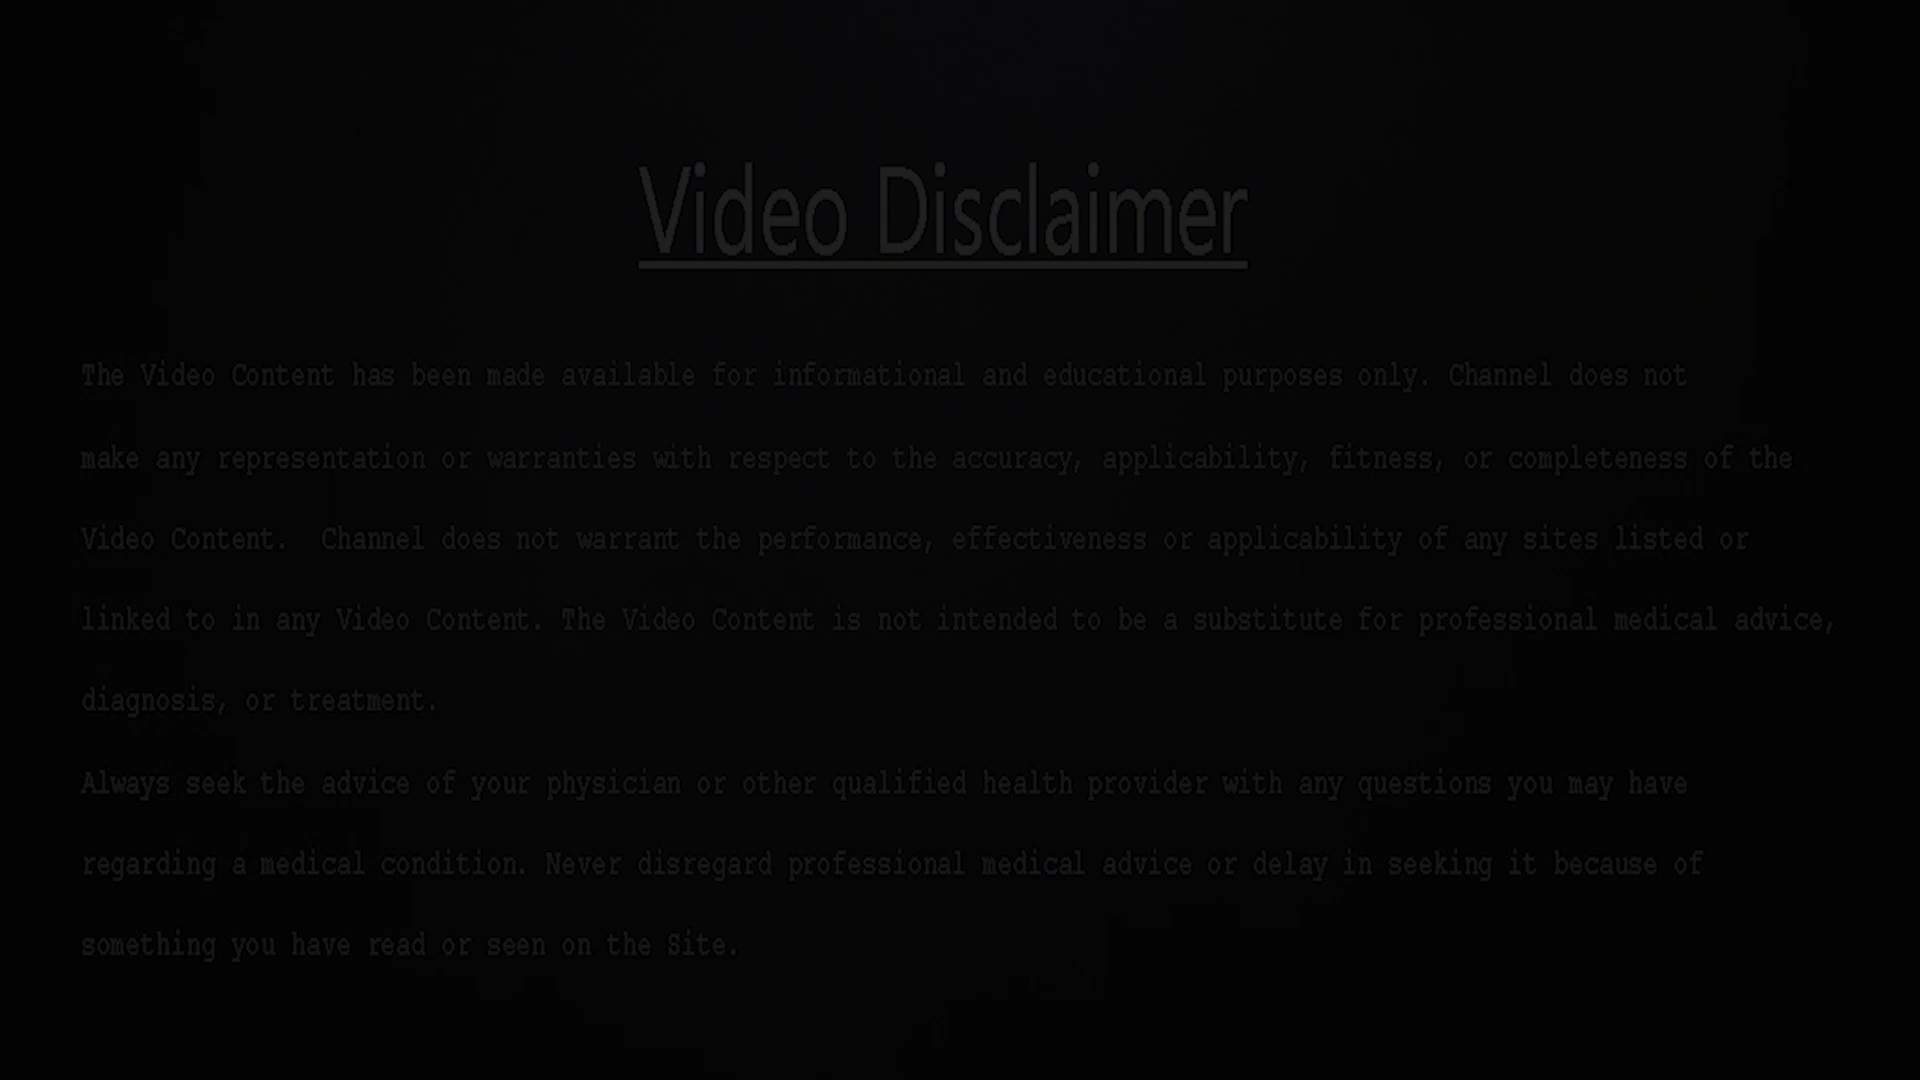 Video Disclaimer
The Video Content has been made available for informational and educational purposes only. Channel does not
make any representation or warranties with respect to the accuracy, applicability, fitness, or completeness of the
Video Content.  Channel does not warrant the performance, effectiveness or applicability of any sites listed or
linked to in any Video Content. The Video Content is not intended to be a substitute for professional medical advice,
diagnosis, or treatment.
Always seek the advice of your physician or other qualified health provider with any questions you may have
regarding a medical condition. Never disregard professional medical advice or delay in seeking it because of
something you have read or seen on the Site.